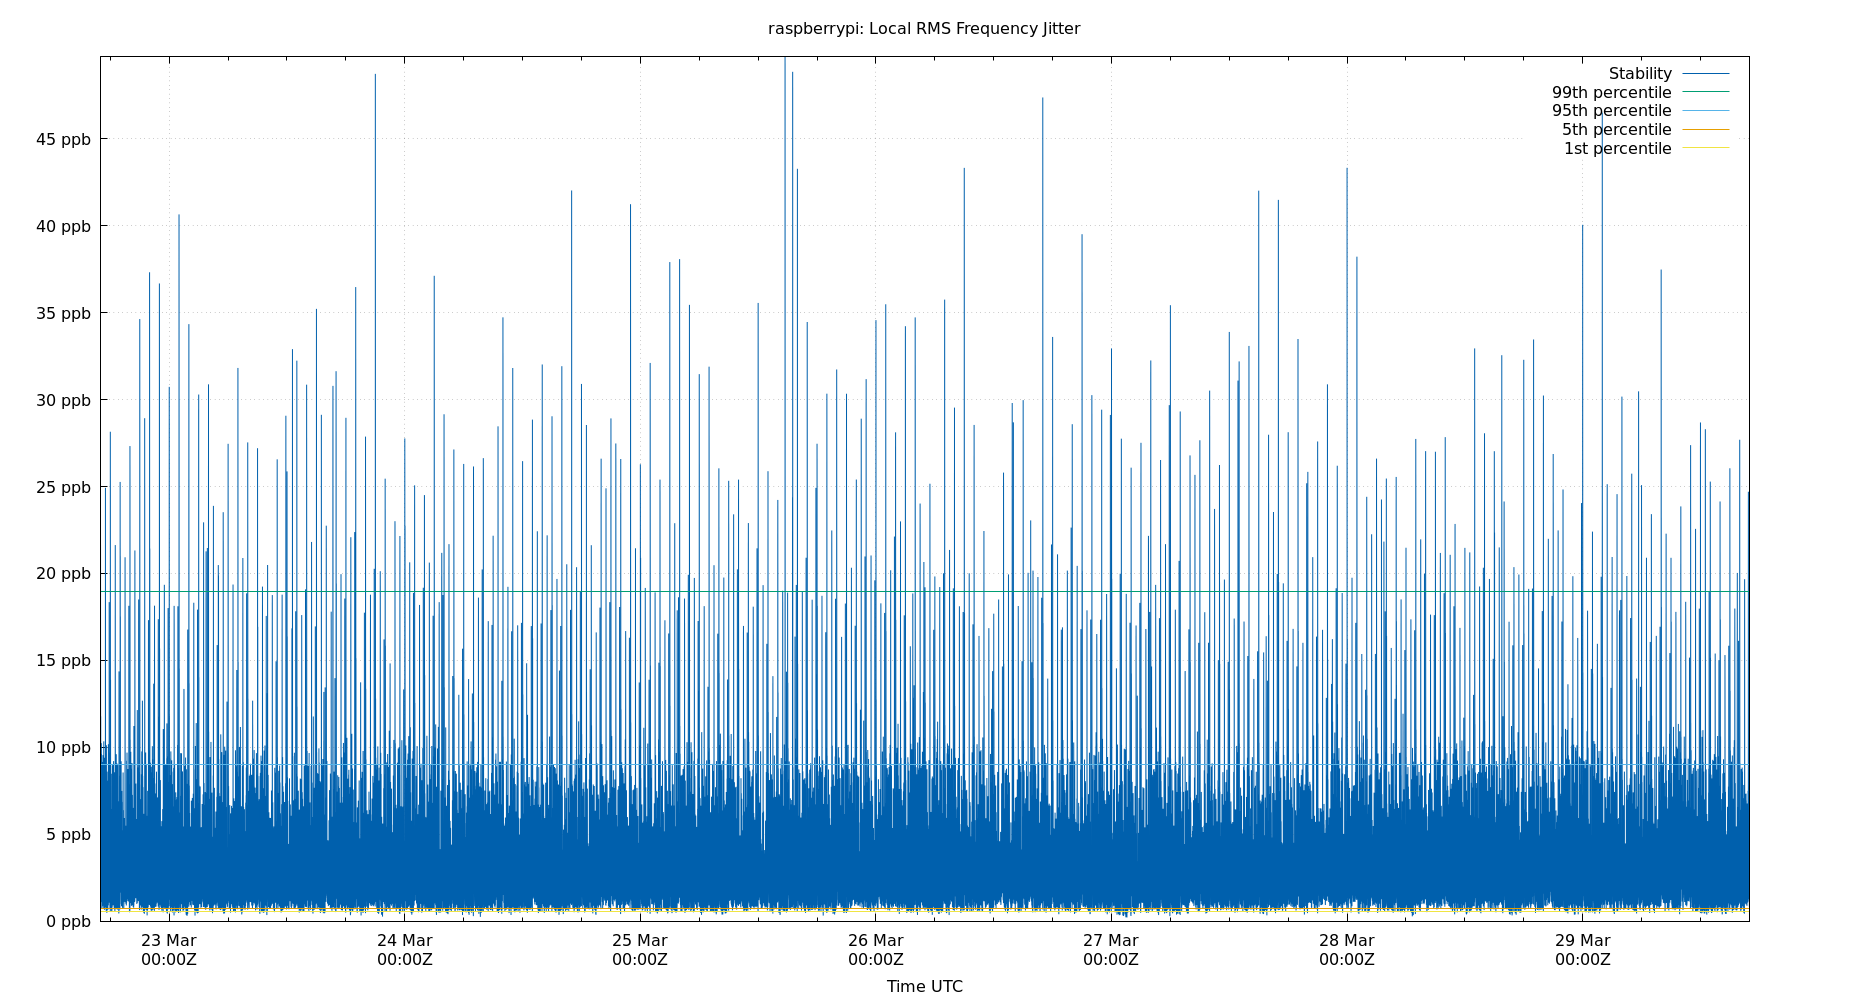 raspberrypi: Local RMS Frequency Jitter
Stability
99th percentile
95th percentile
5th percentile
1st percentile
45 ppb
40 ppb
35 ppb
30 ppb
25 ppb
20 ppb
15 ppb
10 ppb
5 ppb
0 ppb
23 Mar 24 Mar 25 Mar 26 Mar 27 Mar 28 Mar 29 Mar
00:00Z 00:00Z 00:00Z 00:00Z 00:00Z 00:00Z 00:00Z
Time UTC